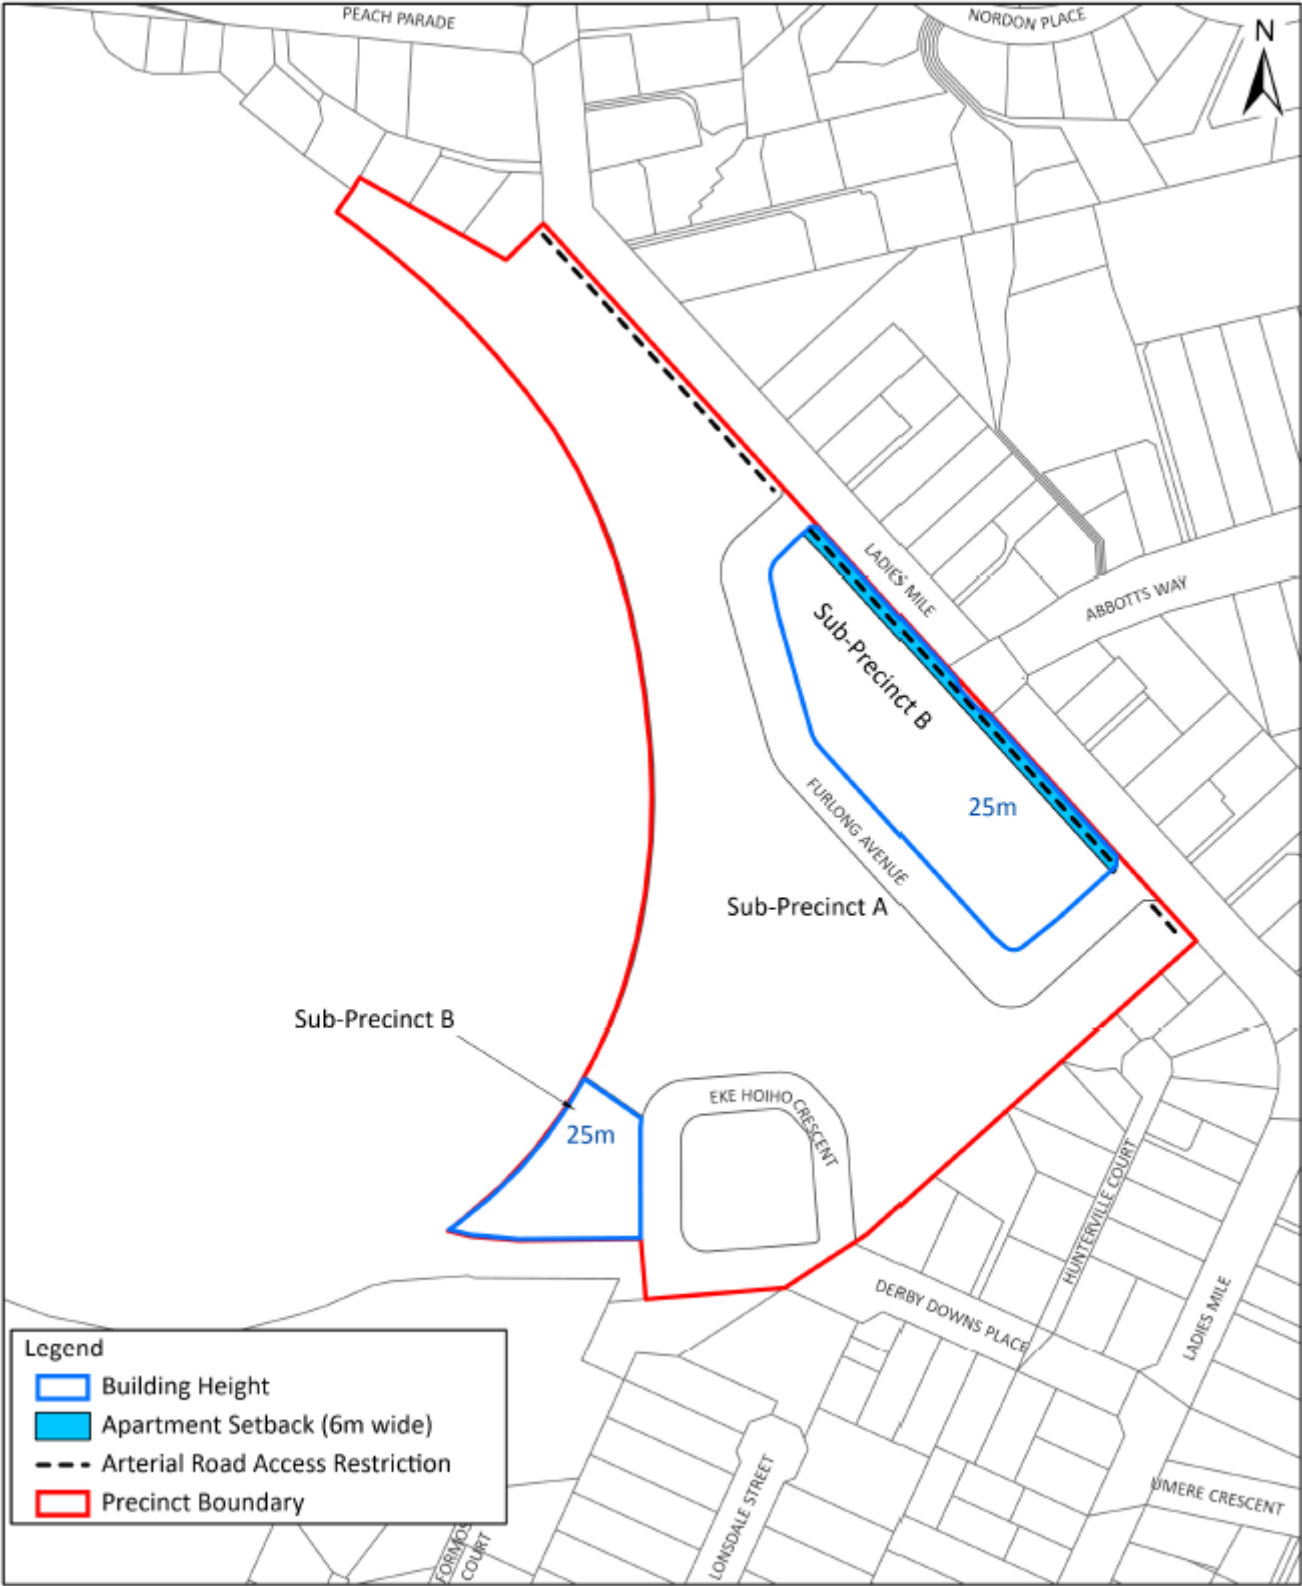 PEACH PARADE
NORDON PLACE
N
LADIES MILE
ABBOTTS WAY
Sub-Precinct B
25m
FURLONG AVENUE
Sub-Precinct A
Sub-Precinct B
25m
EKE HOIHO CRESCENT
HUNTERVILLE COURT
DERBY DOWNS PLACE
LADIES MILE
UMERE CRESCENT
LONSDALE STREET
FORMOS
COURT
Legend
Building Height
Apartment Setback (6m wide)
Arterial Road Access Restriction
Precinct Boundary